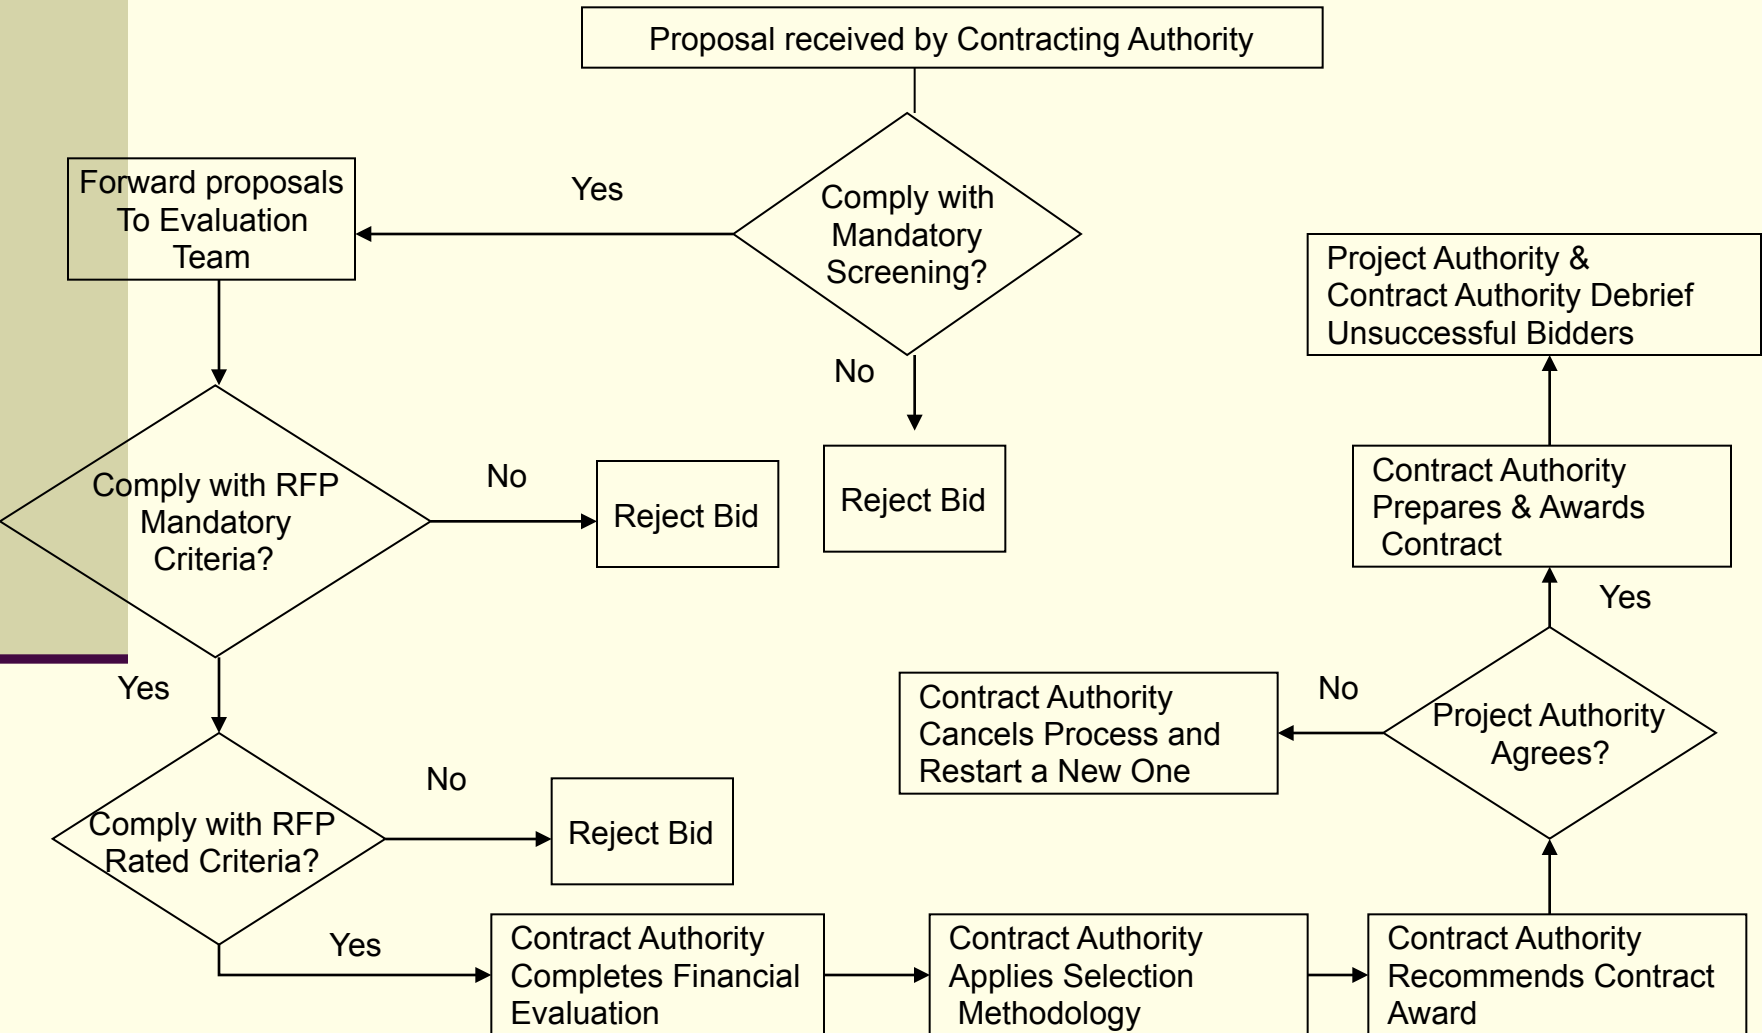 Proposal received by Contracting Authority
Comply with
Mandatory
Screening?
Yes
Forward proposals
To Evaluation
Team
No
Reject Bid
Comply with RFP
Mandatory
Criteria?
No
Reject Bid
Yes
Comply with RFP
Rated Criteria?
No
Reject Bid
Yes
Contract Authority
Completes Financial
Evaluation
Contract Authority
Applies Selection
Methodology
Contract Authority
Recommends Contract
Award
Project Authority
Agrees?
No
Contract Authority
Cancels Process and
Restart a New One
Yes
Contract Authority
Prepares & Awards
Contract
Project Authority &
Contract Authority Debrief
Unsuccessful Bidders